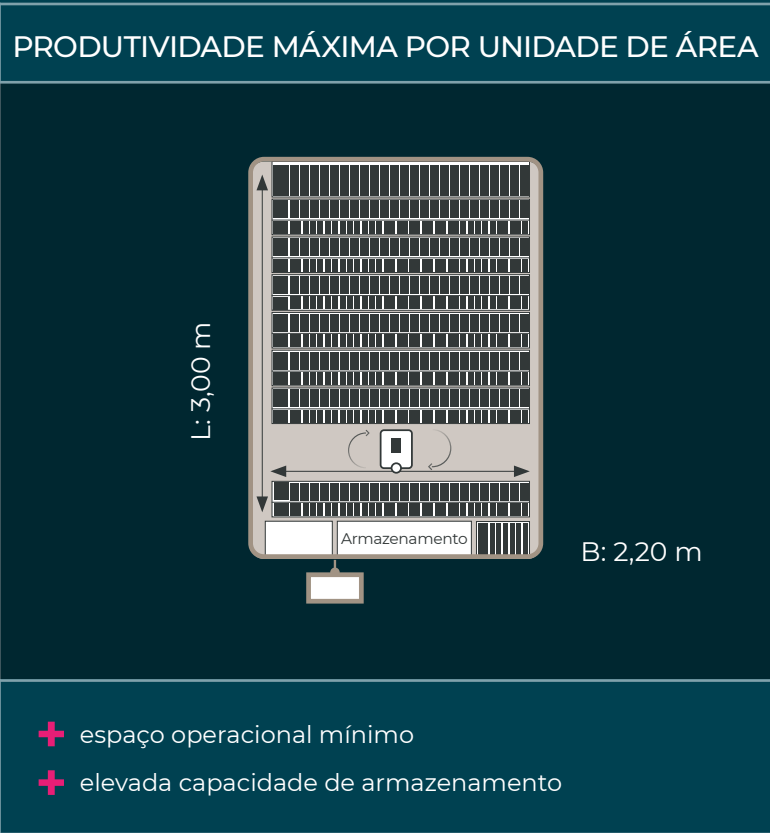 PRODUTIVIDADE MÁXIMA POR UNIDADE DE ÁREA
L: 3,00 m
Armazenamento
B: 2,20 m
espaço operacional mínimo
elevada capacidade de armazenamento